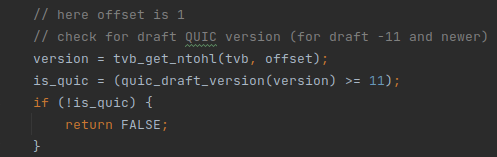 // here offset is 1
// check for draft QUIC version (for draft -11 and newer)
version = tvb_get_ntohl(tvb, offset);
is_quic = (quic_draft_version(version) >= 11);
if (!is_quic) {
    return FALSE;
}